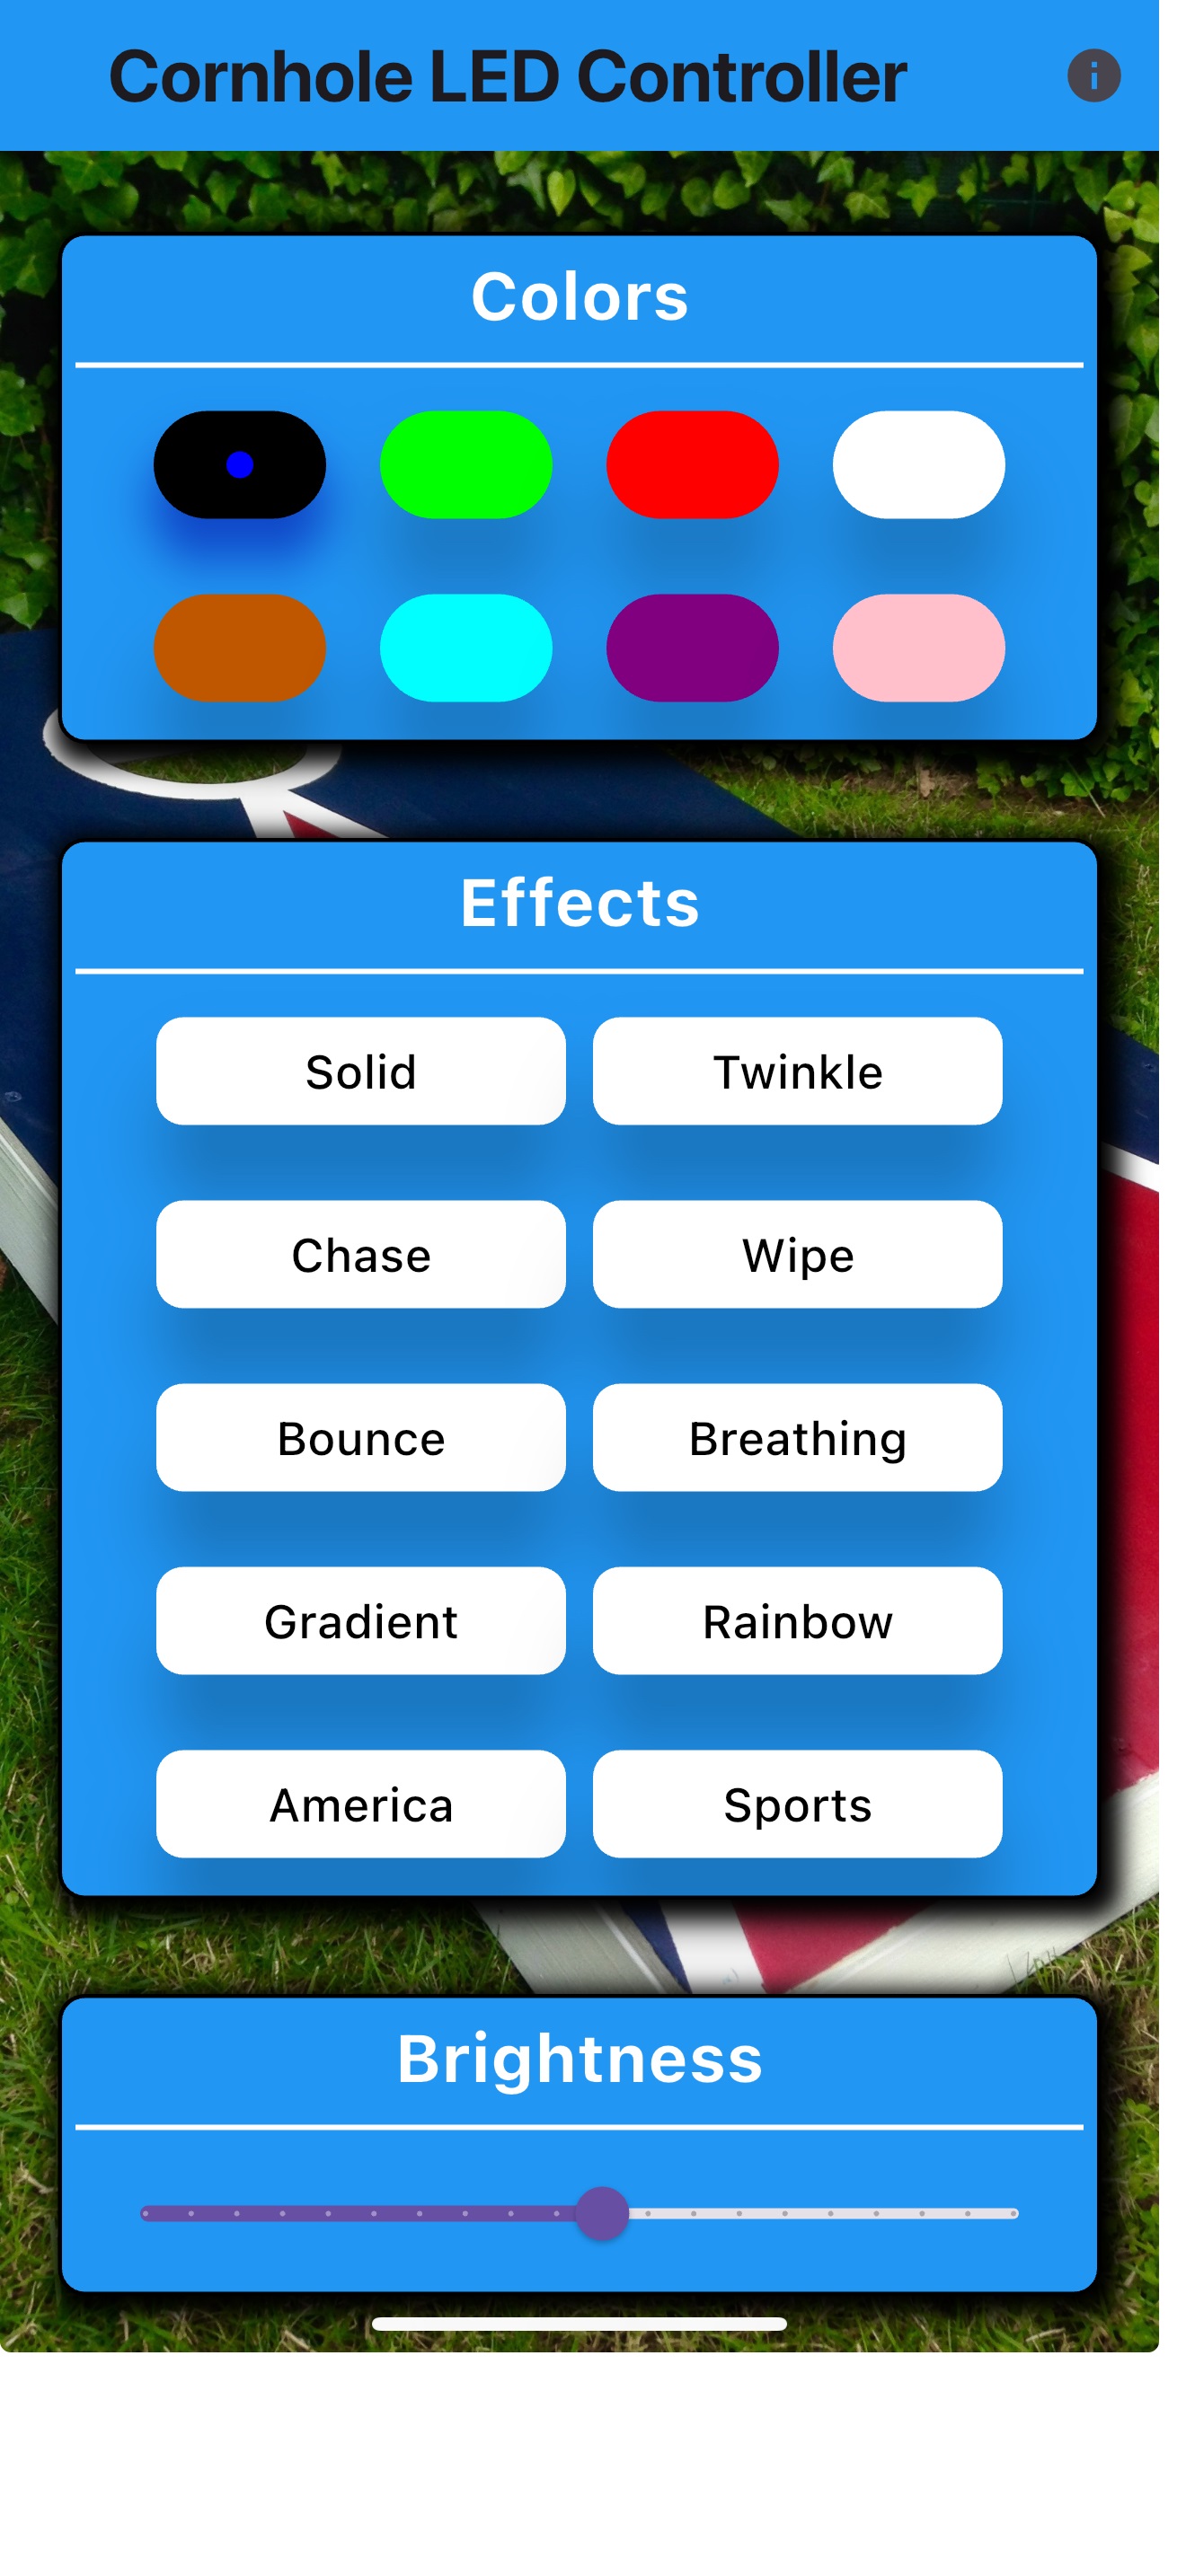 Cornhole LED Controller
Colors
Effects
Solid
Twinkle
Chase
Wipe
Bounce
Breathing
Gradient
Rainbow
America
Sports
Brightness